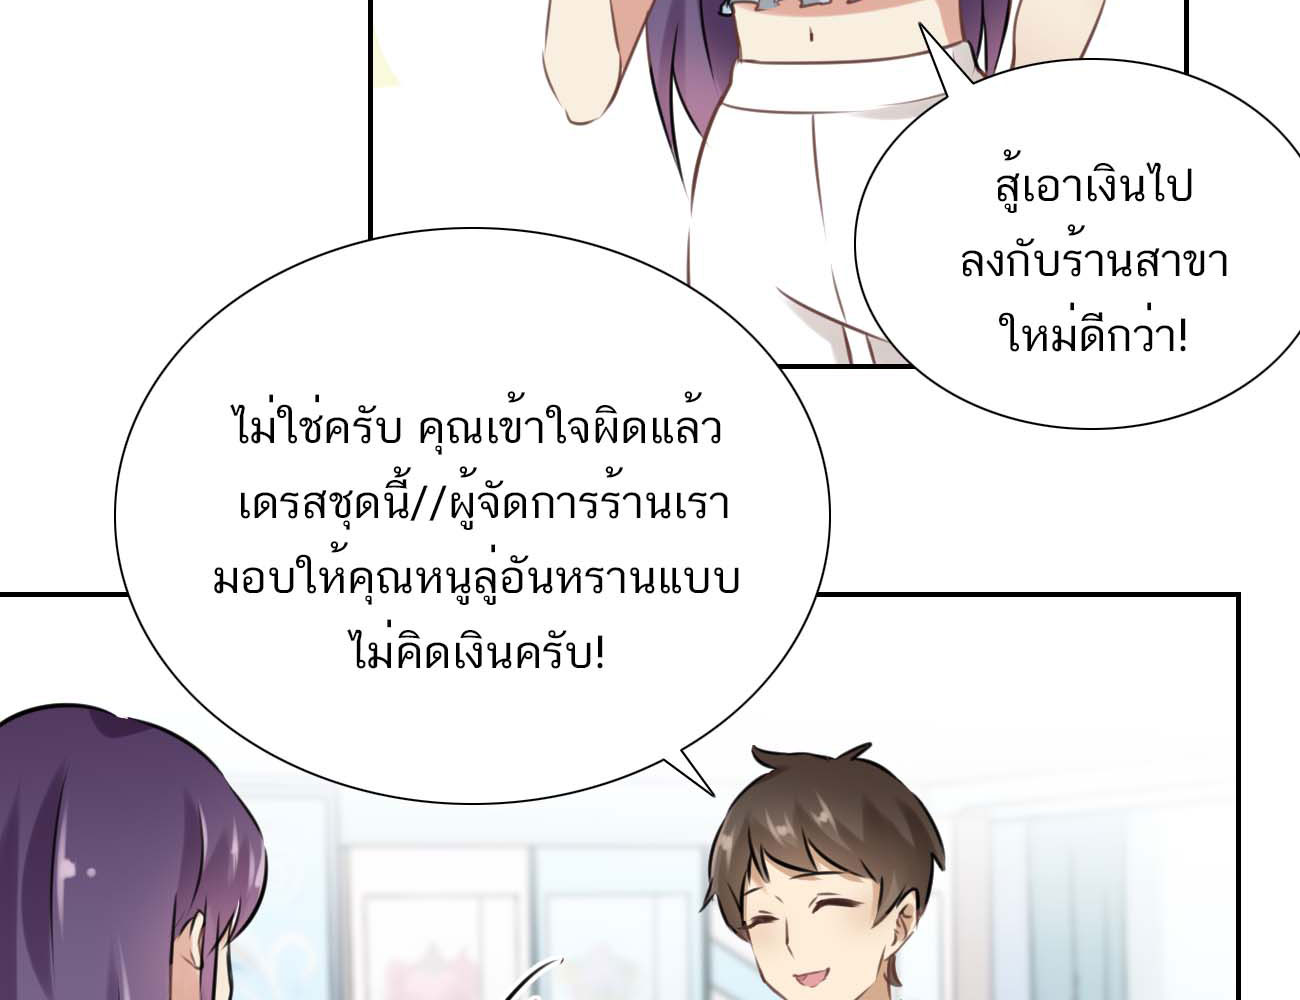 สู้เอาเงินไป
ลงกับร้านสาขา
ใหม่ดีกว่า!
ไม่ใช่ครับ คุณเข้าใจผิดแล้ว
เดรสชุดนี้//ผู้จัดการร้านเรา
มอบให้คุณหนูลู่อันหรานแบบ
ไม่คิดเงินครับ!